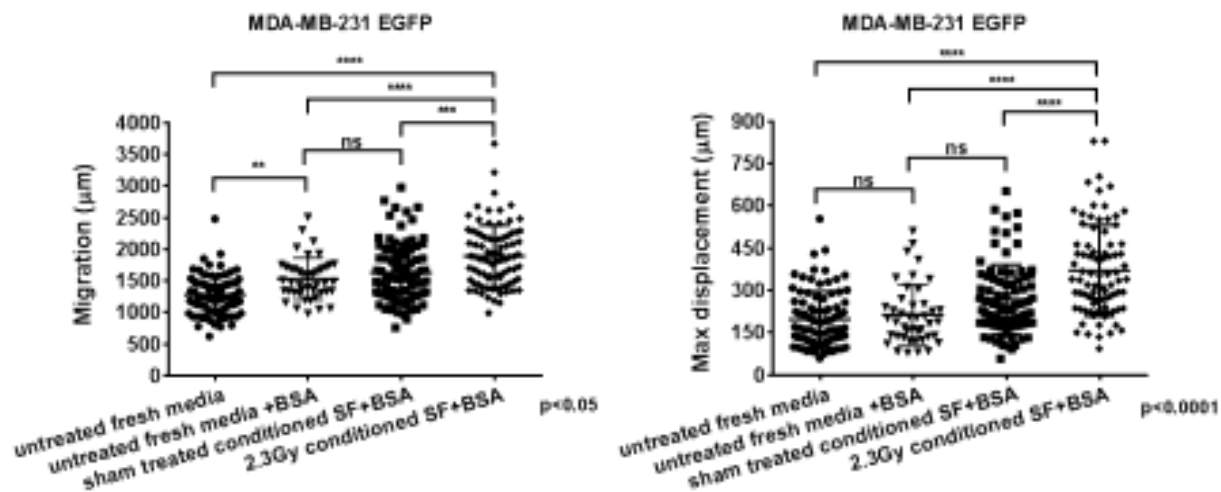 MDA-MB-231 EGFP
****
****
***
ns
**
Migration (μm)
4000
3500
3000
2500
2000
1500
1000
500
0
untreated fresh media
untreated fresh media +BSA
sham treated conditioned SF+BSA
2.3Gy conditioned SF+BSA
p<0.05
MDA-MB-231 EGFP
****
****
****
ns
ns
Max displacement (μm)
900
750
600
450
300
150
0
untreated fresh media
untreated fresh media +BSA
sham treated conditioned SF+BSA
2.3Gy conditioned SF+BSA
p<0.0001